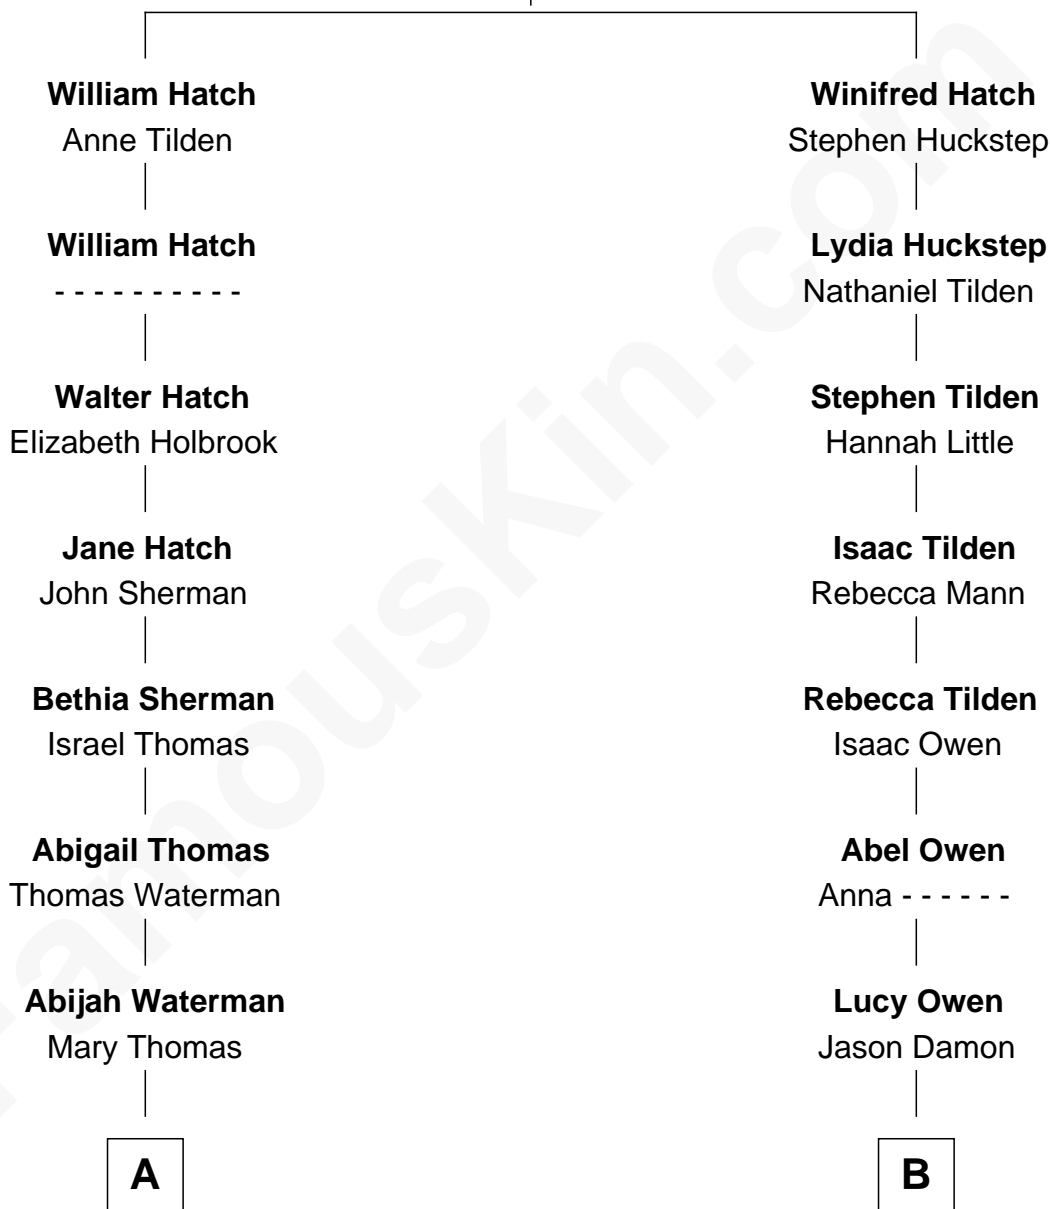 William Hatch
Anne Tilden
William Hatch
- - - - - - - - - -
Walter Hatch
Elizabeth Holbrook
Jane Hatch
John Sherman
Bethia Sherman
Israel Thomas
Abigail Thomas
Thomas Waterman
Abijah Waterman
Mary Thomas
A
Winifred Hatch
Stephen Huckstep
Lydia Huckstep
Nathaniel Tilden
Stephen Tilden
Hannah Little
Isaac Tilden
Rebecca Mann
Rebecca Tilden
Isaac Owen
Abel Owen
Anna - - - - - -
Lucy Owen
Jason Damon
B
FamousKin.com